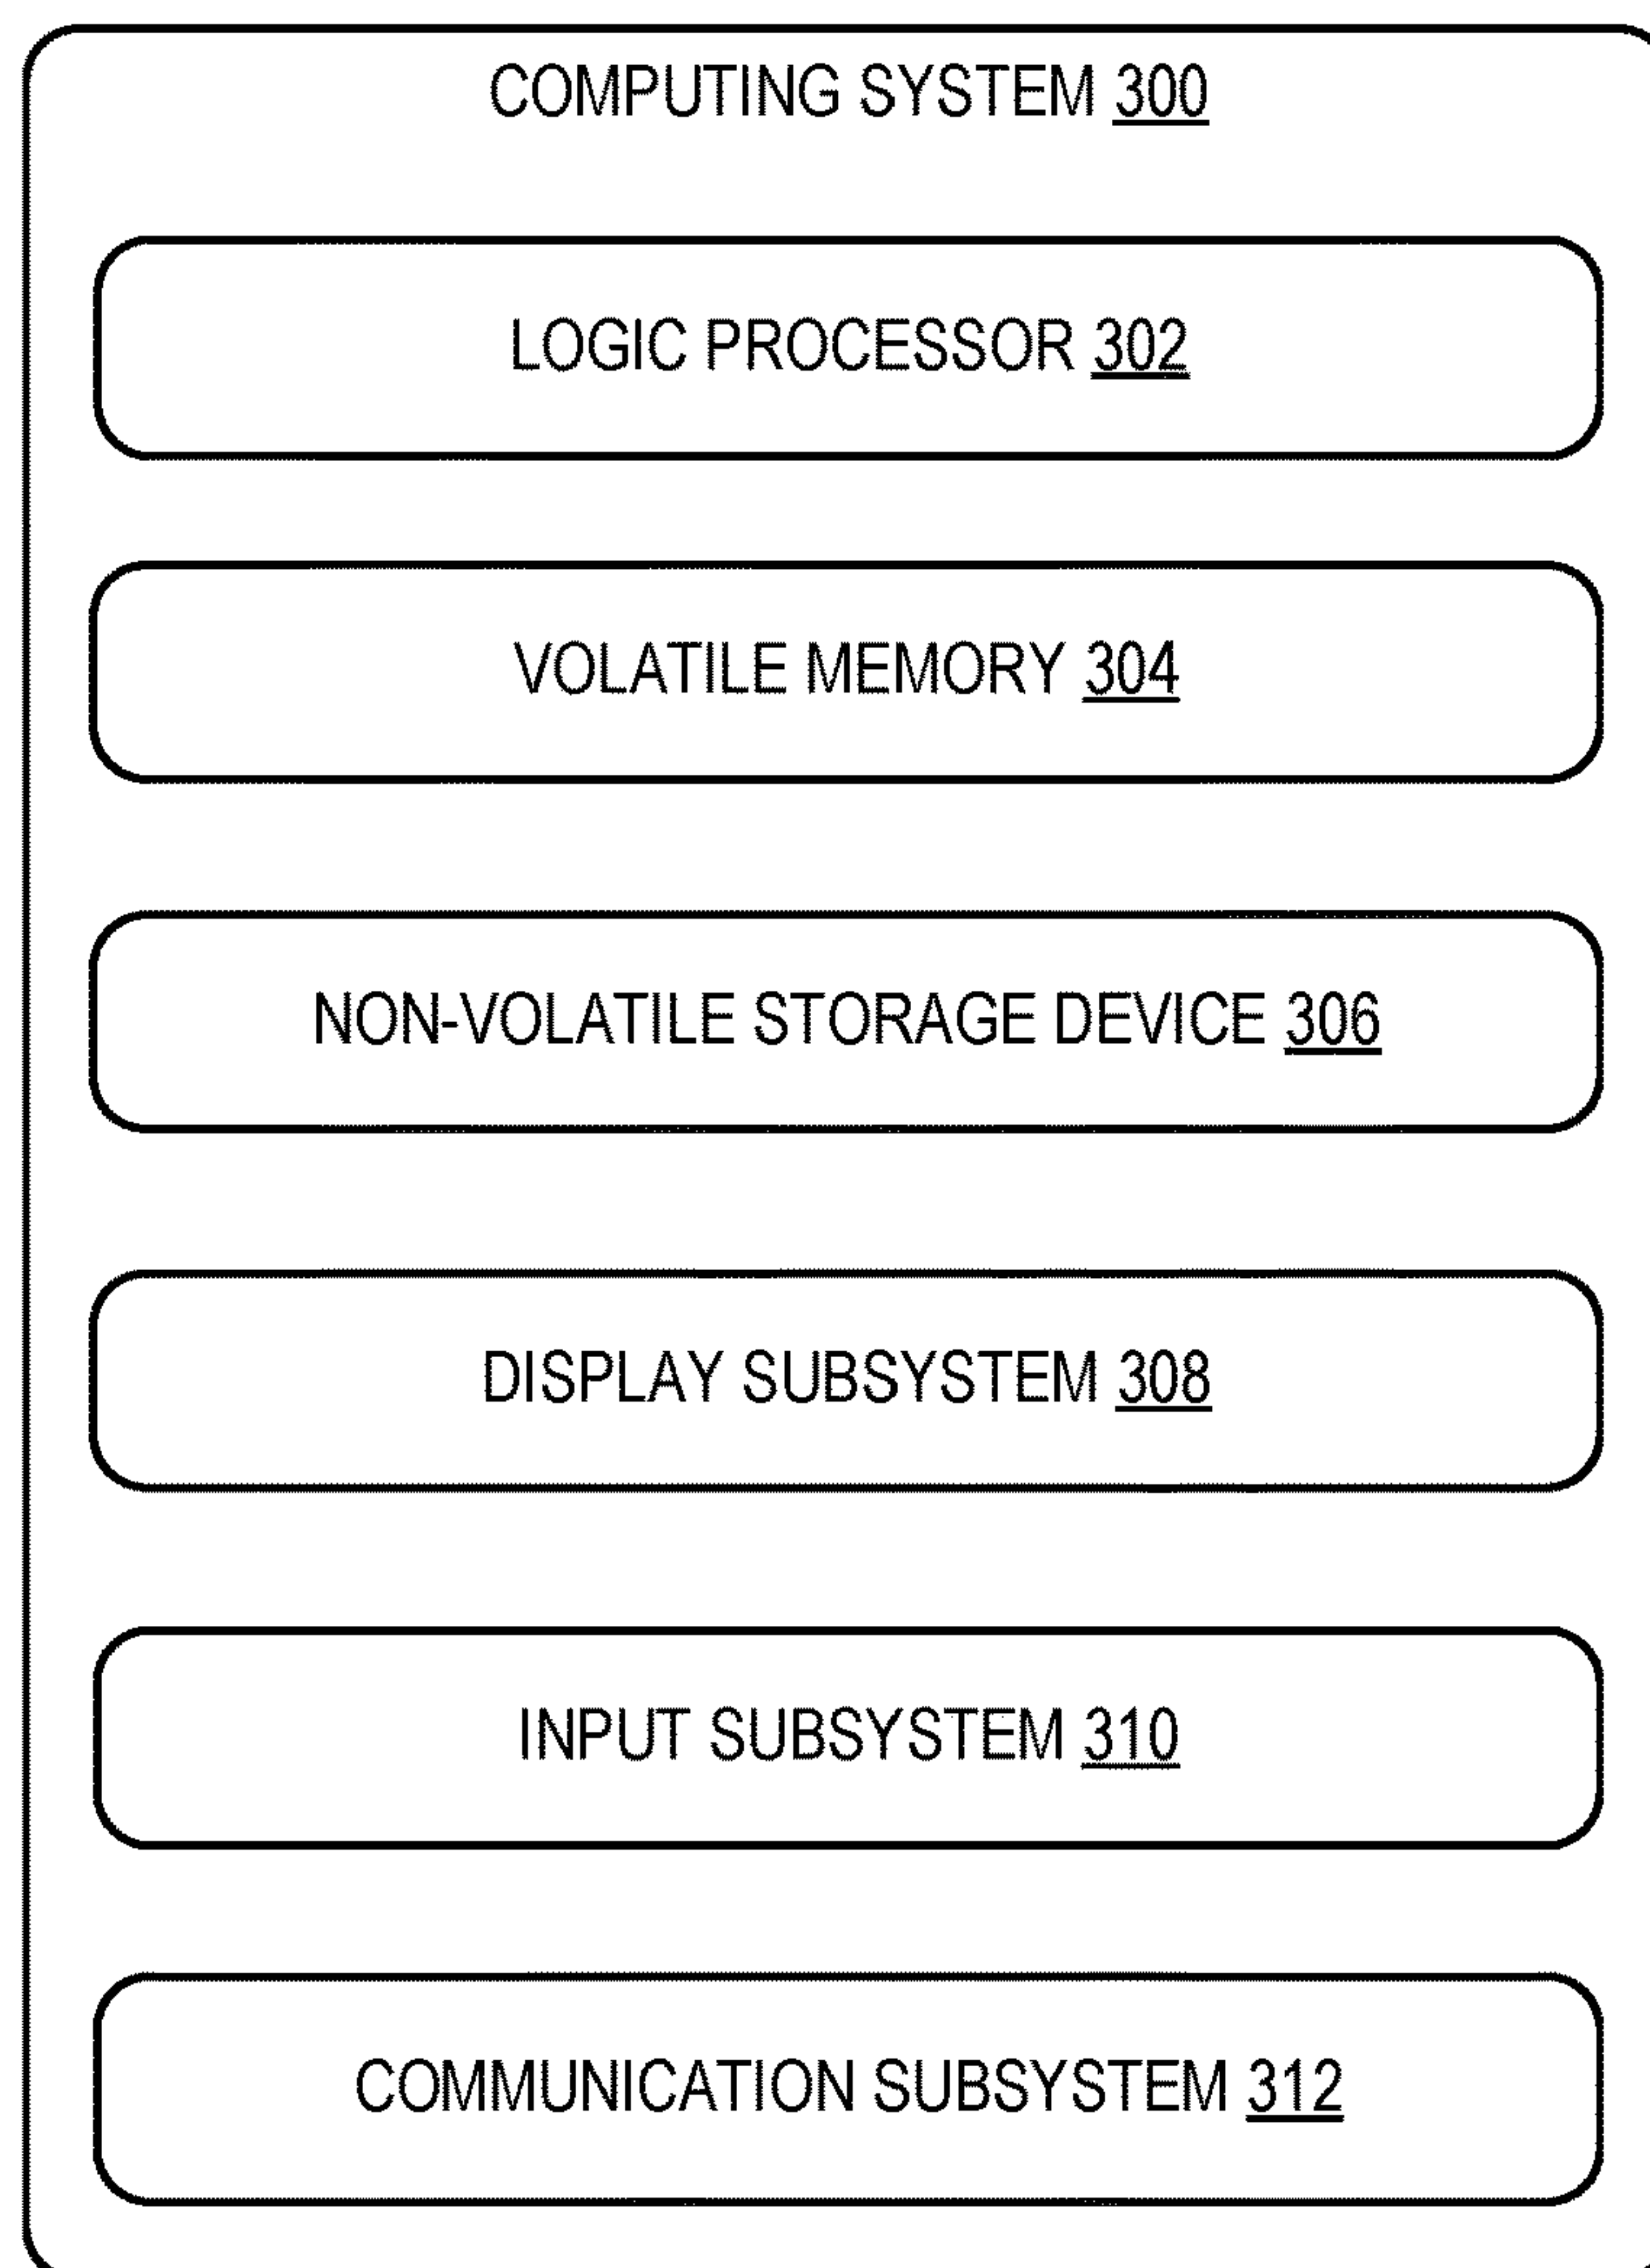 COMPUTING SYSTEM 300
LOGIC PROCESSOR 302
VOLATILE MEMORY 304
NON-VOLATILE STORAGE DEVICE 306
DISPLAY SUBSYSTEM 308
INPUT SUBSYSTEM 310
COMMUNICATION SUBSYSTEM 312